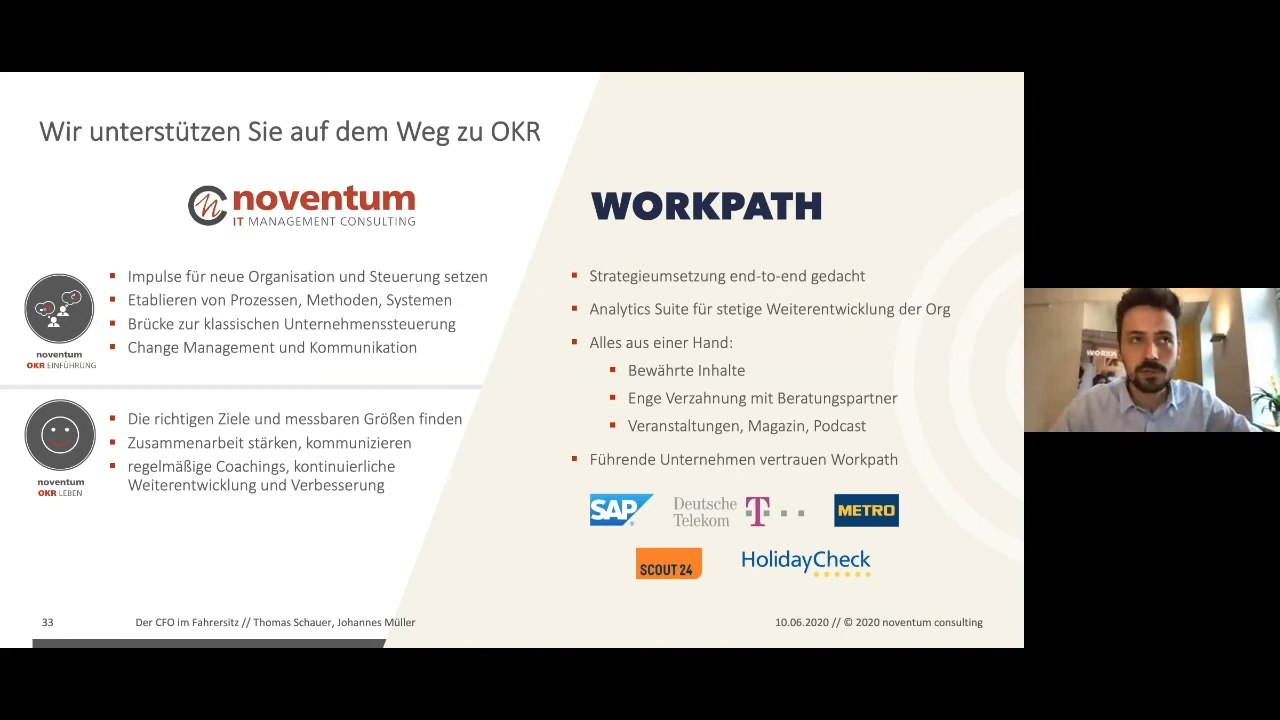 Wir unterstützen Sie auf dem Weg zu OKR
noventum
IT MANAGEMENT CONSULTING
Impulse für neue Organisation und Steuerung setzen
Etablieren von Prozessen, Methoden, Systemen
Brücke zur klassischen Unternehmenssteuerung
Change Management und Kommunikation
noventum
OKR EINFÜHRUNG
Die richtigen Ziele und messbaren Größen finden
Zusammenarbeit stärken, kommunizieren
regelmäßige Coachings, kontinuierliche
Weiterentwicklung und Verbesserung
noventum
OKR LEBEN
WORKPATH
Strategieumsetzung end-to-end gedacht
Analytics Suite für stetige Weiterentwicklung der Org
Alles aus einer Hand:
Bewährte Inhalte
Enge Verzahnung mit Beratungspartner
Veranstaltungen, Magazin, Podcast
Führende Unternehmen vertrauen Workpath
SAP
Deutsche
Telekom
T
METRO
SCOUT 24
HolidayCheck
33
Der CFO im Fahrersitz // Thomas Schauer, Johannes Müller
10.06.2020 // © 2020 noventum consulting